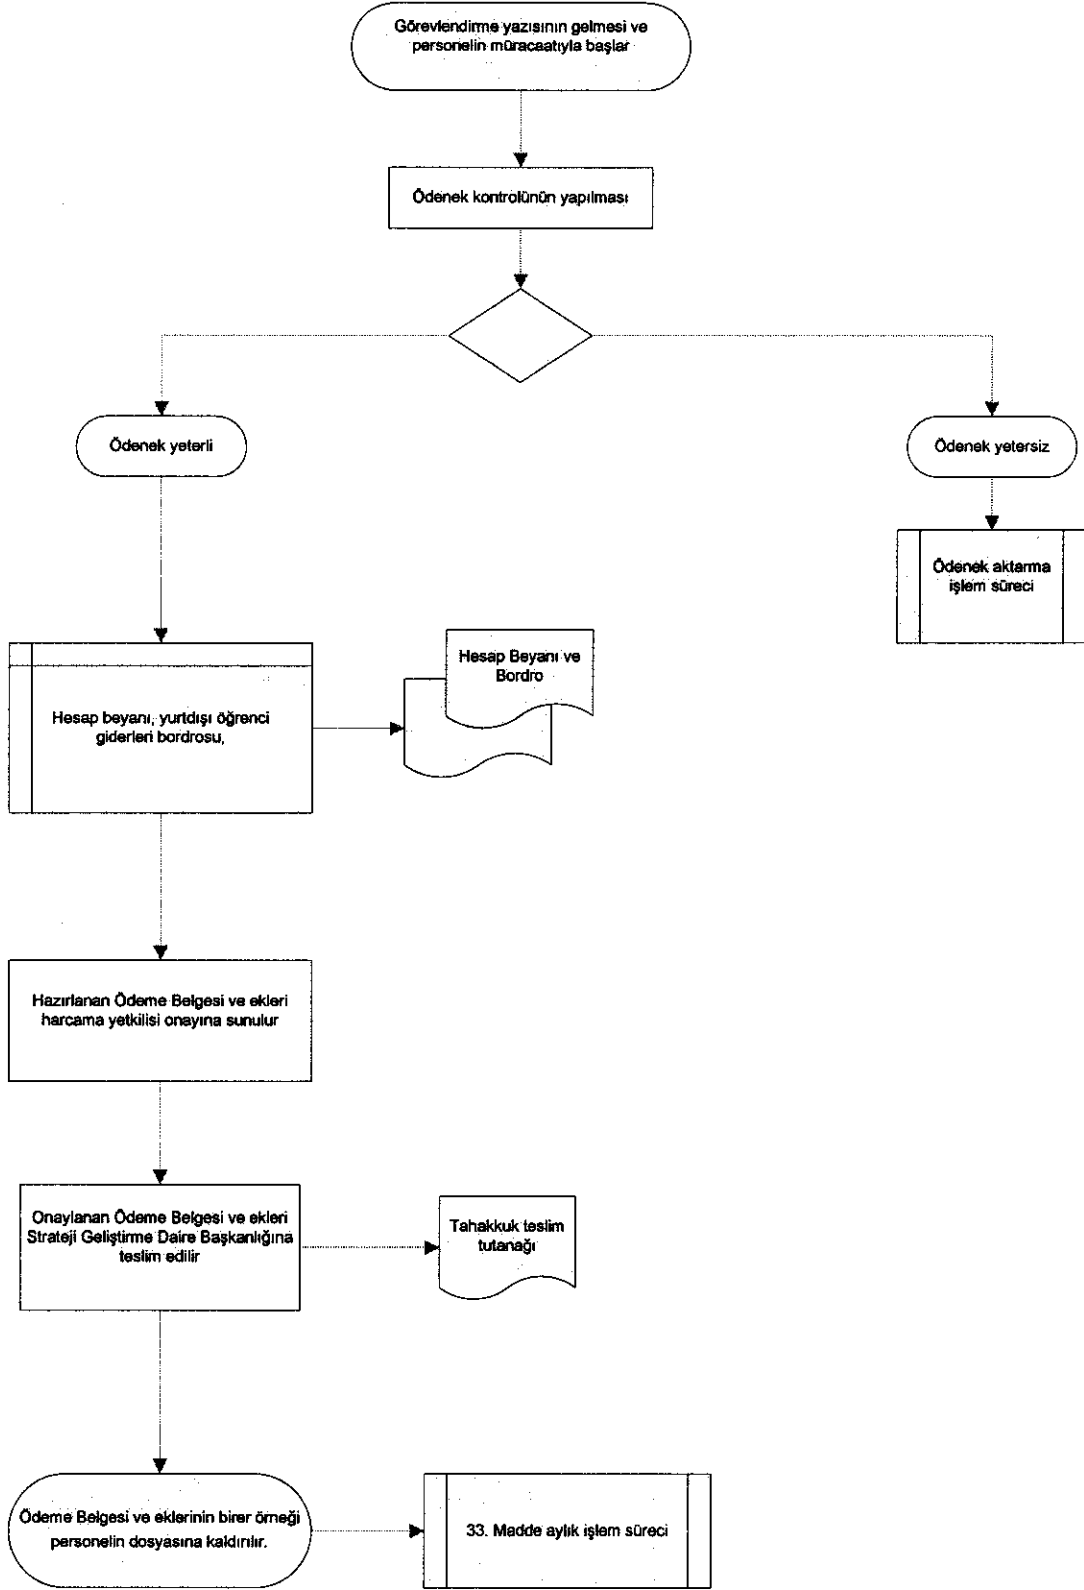 Görevlendirme yazısının gelmesi ve
personelin müracaatıyla başlar
Ödenek kontrolünün yapılması
Ödenek yeterli
Ödenek yetersiz
Ödenek aktarma
işlem süreci
Hesap Beyanı ve
Bordro
Hesap beyanı, yurtdışı öğrenci
giderleri bordrosu,
Hazırlanan Ödeme Belgesi ve ekleri
harcama yetkilisi onayına sunulur
Onaylanan Ödeme Belgesi ve ekleri
Strateji Geliştirme Daire Başkanlığına
teslim edilir
Tahakkuk teslim
tutanağı
Ödeme Belgesi ve eklerinin birer örneği
personelin dosyasına kaldırılır.
33. Madde aylık işlem süreci